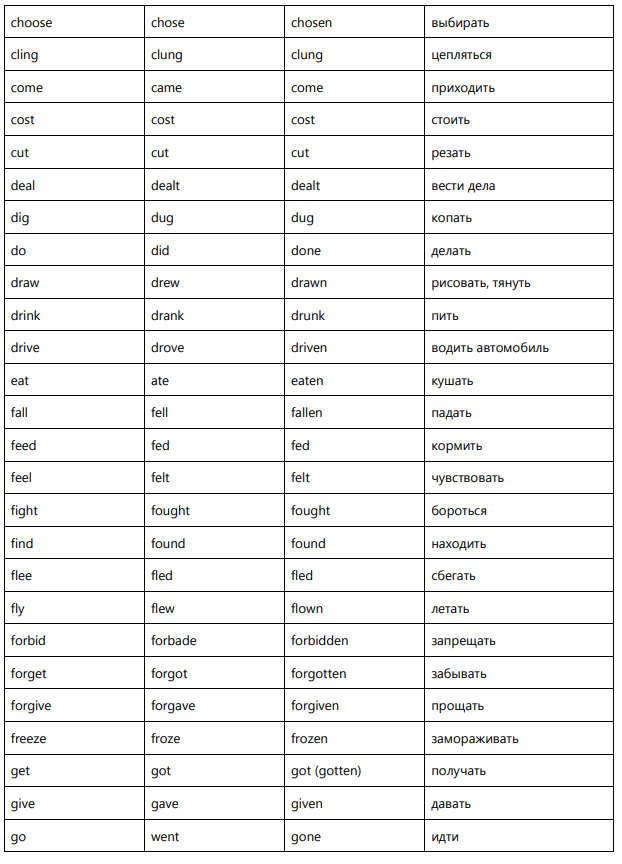 choose chose chosen выбирать
cling clung clung цепляться
come came come приходить
cost cost cost стоить
cut cut cut резать
deal dealt dealt вести дела
dig dug dug копать
do did done делать
draw drew drawn рисовать, тянуть
drink drank drunk пить
drive drove driven водить автомобиль
eat ate eaten кушать
fall fell fallen падать
feed fed fed кормить
feel felt felt чувствовать
fight fought fought бороться
find found found находить
flee fled fled сбегать
fly flew flown летать
forbid forbade forbidden запрещать
forget forgot forgotten забывать
forgive forgave forgiven прощать
freeze froze frozen замораживать
get got got (gotten) получать
give gave given давать
go went gone идти